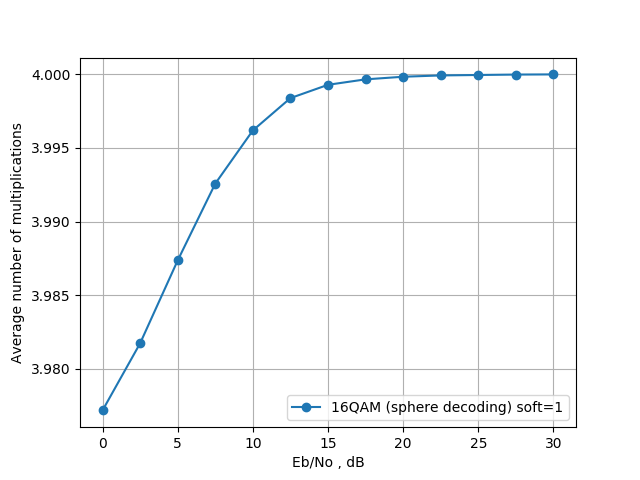 4.000
3.995
3.990
3.985
3.980
Average number of multiplications
16QAM (sphere decoding) soft=1
0 5 10 15 20 25 30
Eb/No , dB